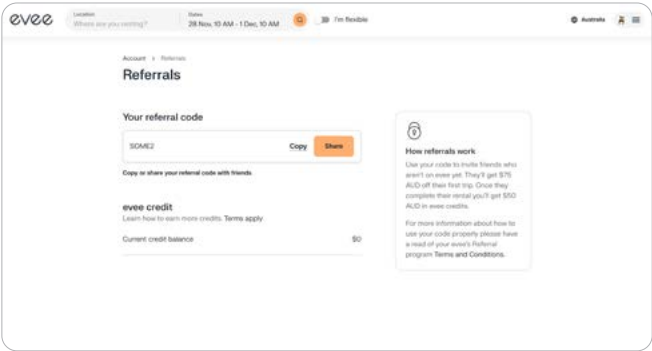 evee
Location
Where are you renting?
Dates
28 Nov, 10 AM - 1 Dec, 10 AM
I'm flexible
Australia
Account > Referrals
Referrals
Your referral code
SOME2
Copy
Share
Copy or share your referral code with friends
evee credit
Learn how to earn more credits. Terms apply
Current credit balance
$0
How referrals work
Use your code to invite friends who
aren't on evee yet. They'll get $75
AUD off their first trip. Once they
complete their rental you'll get $50
AUD in evee credits.
For more information about how to
use your code properly please have
a read of your evee's Referral
program Terms and Conditions.